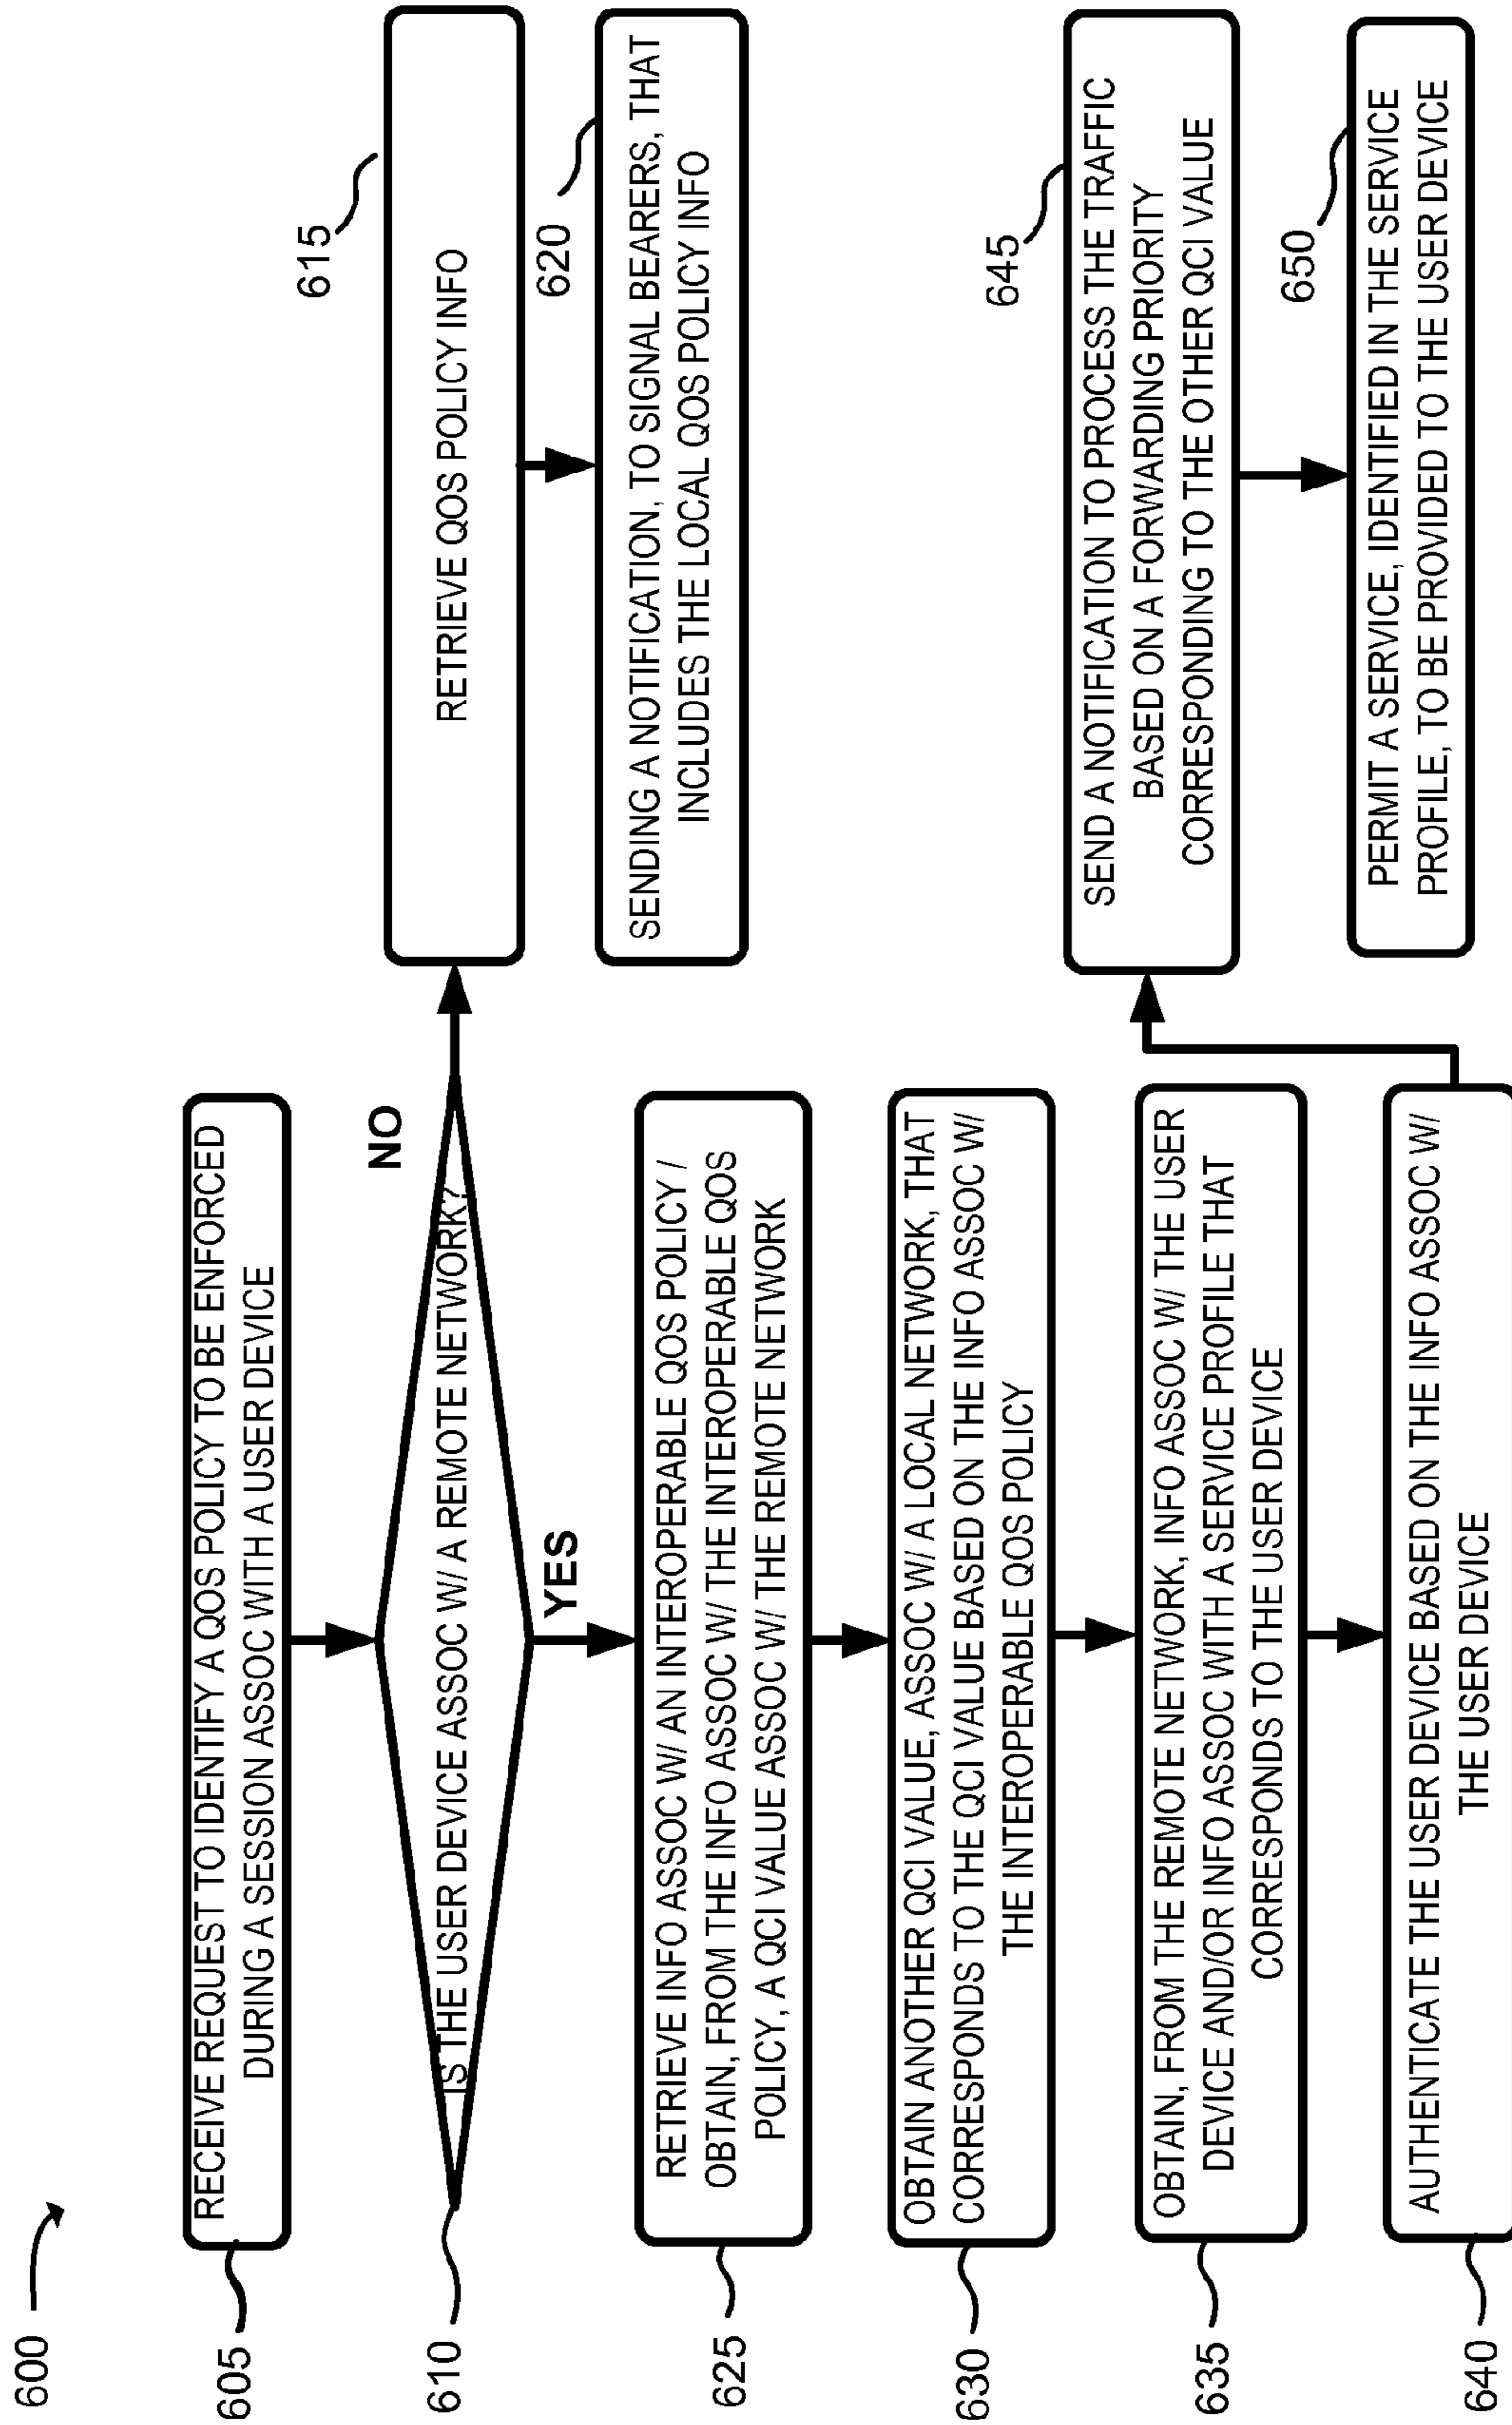 600
605
RECEIVE REQUEST TO IDENTIFY A QOS POLICY TO BE ENFORCED
DURING A SESSION ASSOC WITH A USER DEVICE
610
IS THE USER DEVICE ASSOC W/ A REMOTE NETWORK?
NO
615
RETRIEVE QOS POLICY INFO
620
SENDING A NOTIFICATION, TO SIGNAL BEARERS, THAT
INCLUDES THE LOCAL QOS POLICY INFO
YES
625
RETRIEVE INFO ASSOC W/ AN INTEROPERABLE QOS POLICY /
OBTAIN, FROM THE INFO ASSOC W/ THE INTEROPERABLE QOS
POLICY, A QCI VALUE ASSOC W/ THE REMOTE NETWORK
630
OBTAIN ANOTHER QCI VALUE, ASSOC W/ A LOCAL NETWORK, THAT
CORRESPONDS TO THE QCI VALUE BASED ON THE INFO ASSOC W/
THE INTEROPERABLE QOS POLICY
635
OBTAIN, FROM THE REMOTE NETWORK, INFO ASSOC W/ THE USER
DEVICE AND/OR INFO ASSOC WITH A SERVICE PROFILE THAT
CORRESPONDS TO THE USER DEVICE
640
AUTHENTICATE THE USER DEVICE BASED ON THE INFO ASSOC W/
THE USER DEVICE
645
SEND A NOTIFICATION TO PROCESS THE TRAFFIC
BASED ON A FORWARDING PRIORITY
CORRESPONDING TO THE OTHER QCI VALUE
650
PERMIT A SERVICE, IDENTIFIED IN THE SERVICE
PROFILE, TO BE PROVIDED TO THE USER DEVICE